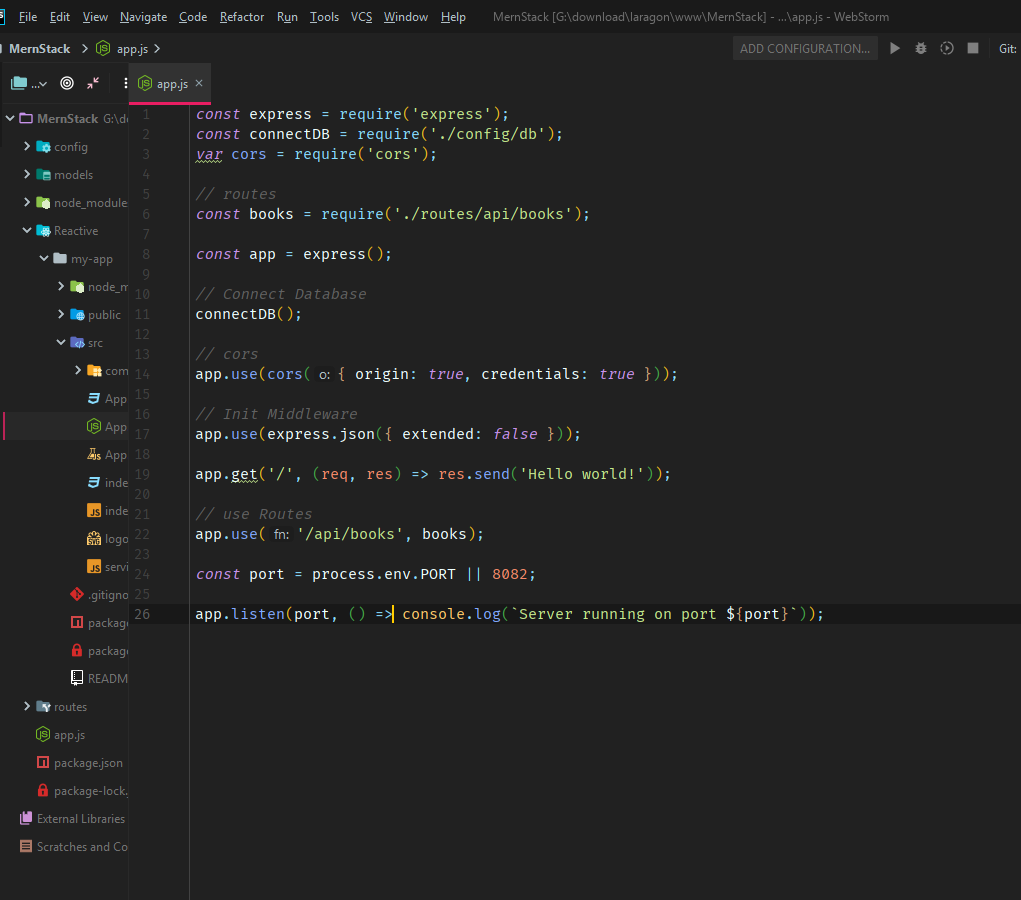 File Edit View Navigate Code Refactor Run Tools VCS Window Help MernStack [G:\download\laragon\www\MernStack] - ...\app.js - WebStorm
MernStack app.js ADD CONFIGURATION... Git:
... app.js
MernStack G:\d
config
models
node_module
Reactive
my-app
node_m
public
src
com
App
App
App
inde
inde
logo
servi
.gitigno
package
package
READM
routes
app.js
package.json
package-lock.
External Libraries
Scratches and Co
1 const express = require('express');
2 const connectDB = require('./config/db');
3 var cors = require('cors');
4
5 // routes
6 const books = require('./routes/api/books');
7
8 const app = express();
9
10 // Connect Database
11 connectDB();
12
13 // cors
14 app.use(cors( o: { origin: true, credentials: true }));
15
16 // Init Middleware
17 app.use(express.json({ extended: false }));
18
19 app.get('/', (req, res) => res.send('Hello world!'));
20
21 // use Routes
22 app.use( fn: '/api/books', books);
23
24 const port = process.env.PORT || 8082;
25
26 app.listen(port, () => console.log(`Server running on port ${port}`));